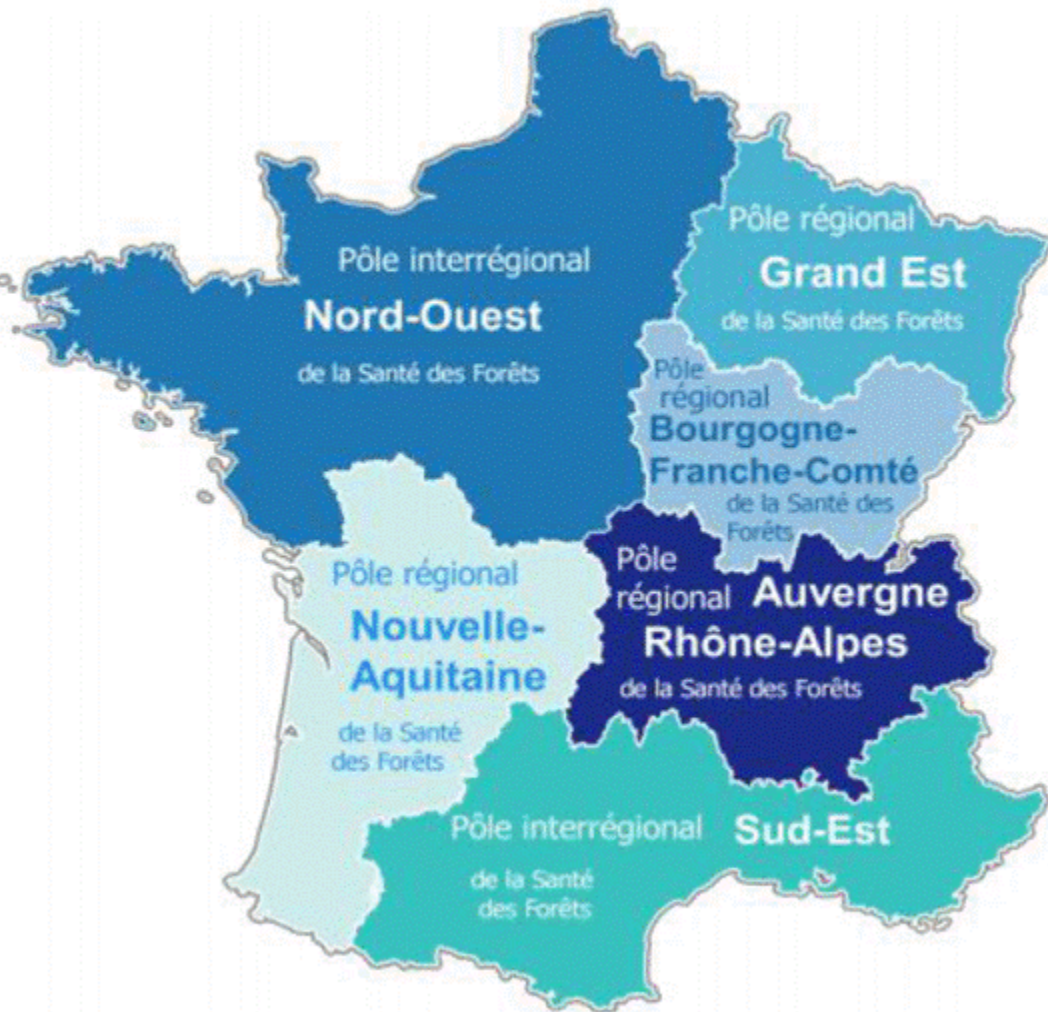 Pôle interrégional
Nord-Ouest
de la Santé des Forêts
Pôle régional
Grand Est
de la Santé des Forêts
Pôle
régional
Bourgogne-
Franche-Comté
de la Santé des
Forêts
Pôle régional
Nouvelle-
Aquitaine
de la Santé
des Forêts
Pôle
régional Auvergne
Rhône-Alpes
de la Santé des Forêts
Pôle interrégional Sud-Est
de la Santé
des Forêts